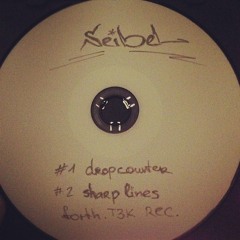 Seibel
#1 dropcounter
#2 sharp lines
forth. T3K REC.